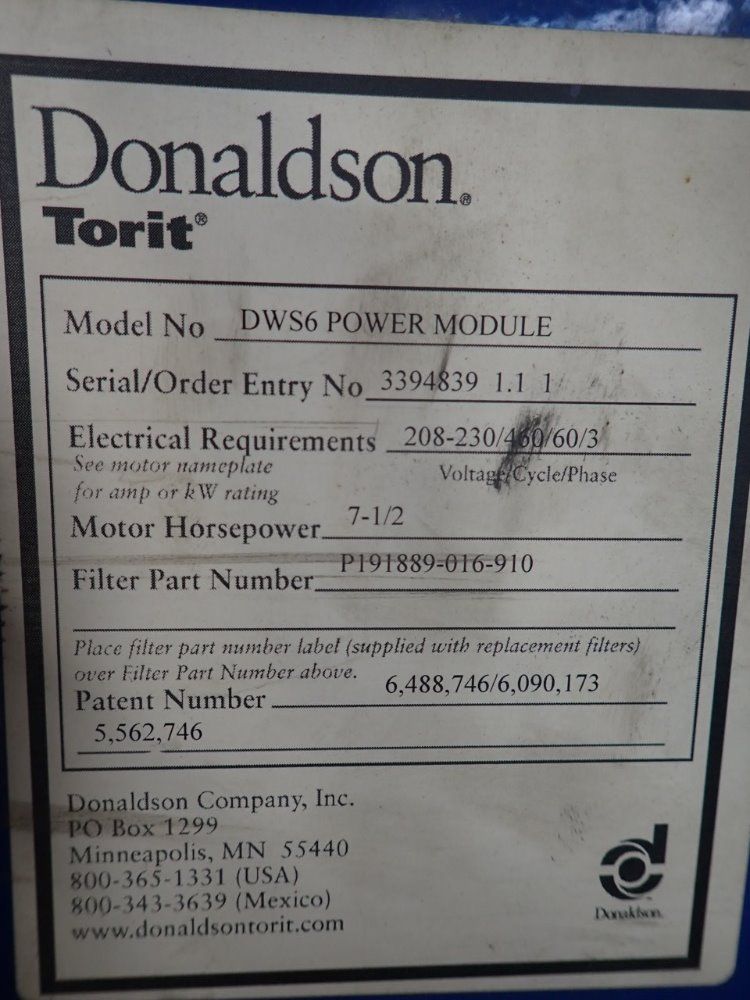 Donaldson®
Torit®
Model No DWS6 POWER MODULE
Serial/Order Entry No 3394839 1.1 1
Electrical Requirements 208-230/460/60/3
See motor nameplate Voltage/Cycle/Phase
for amp or kW rating
Motor Horsepower 7-1/2
Filter Part Number P191889-016-910
Place filter part number label (supplied with replacement filters)
over Filter Part Number above.
Patent Number 6,488,746/6,090,173
5,562,746
Donaldson Company, Inc.
PO Box 1299
Minneapolis, MN 55440
800-365-1331 (USA)
800-343-3639 (Mexico)
www.donaldsontorit.com
Donaldson